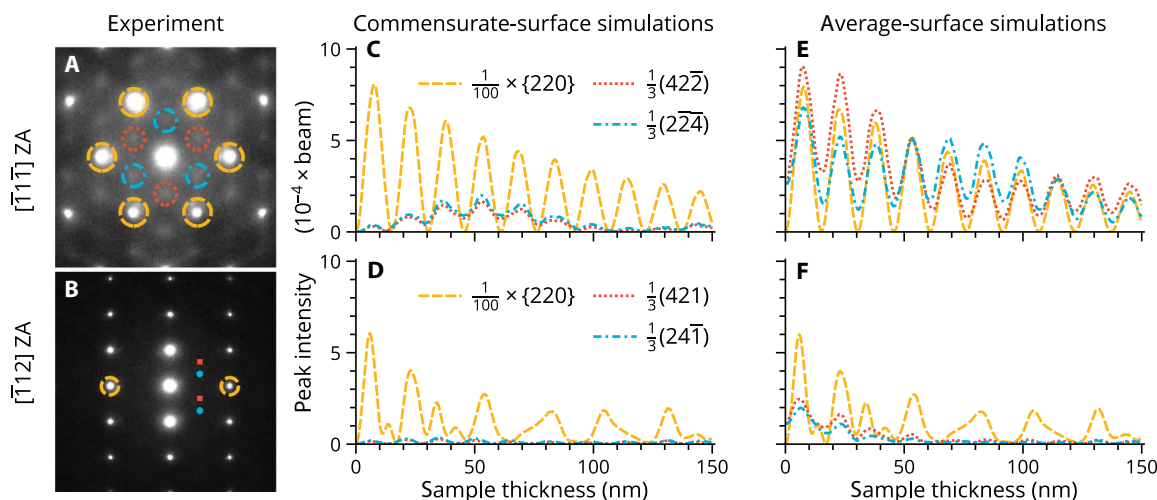 Experiment
Commensurate-surface simulations
Average-surface simulations
[1̅11̅] ZA
A
(10⁻⁴ × beam)
10
5
0
C
1/100 × {220}
1/3(422̅)
1/3(22̅4̅)
E
[1̅12] ZA
B
Peak intensity
10
5
0
D
1/100 × {220}
1/3(421)
1/3(241̅)
0 50 100 150
Sample thickness (nm)
F
0 50 100 150
Sample thickness (nm)